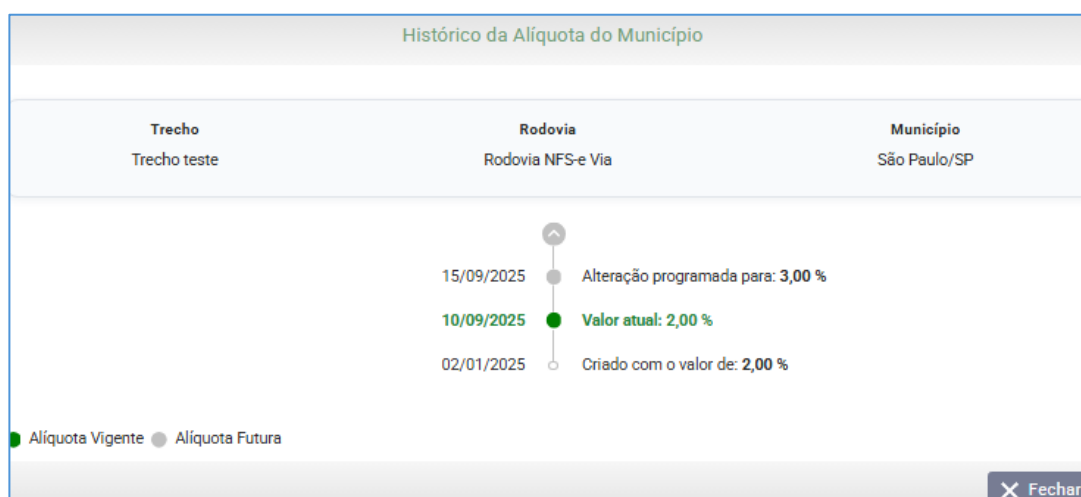 Histórico da Alíquota do Município
Trecho Rodovia Município
Trecho teste Rodovia NFS-e Via São Paulo/SP
15/09/2025 Alteração programada para: 3,00 %
10/09/2025 Valor atual: 2,00 %
02/01/2025 Criado com o valor de: 2,00 %
Alíquota Vigente Alíquota Futura
Fechar